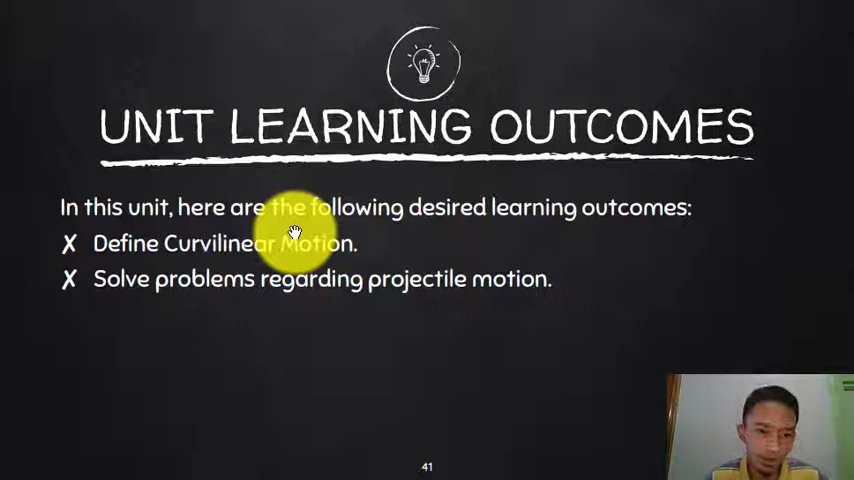 UNIT LEARNING OUTCOMES
In this unit, here are the following desired learning outcomes:
✗ Define Curvilinear Motion.
✗ Solve problems regarding projectile motion.
41